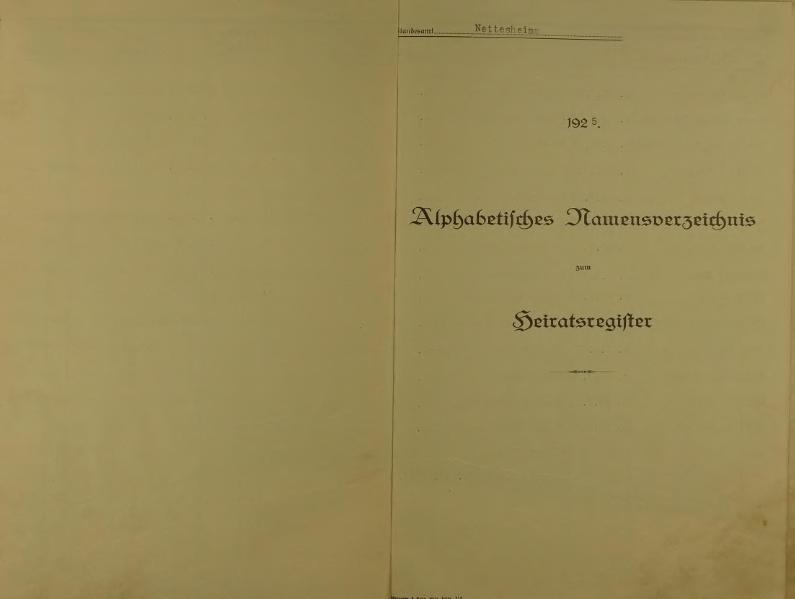 Standesamt Nettesheim
1925.
Alphabetiſches Namensverzeichnis
zum
Heiratsregiſter